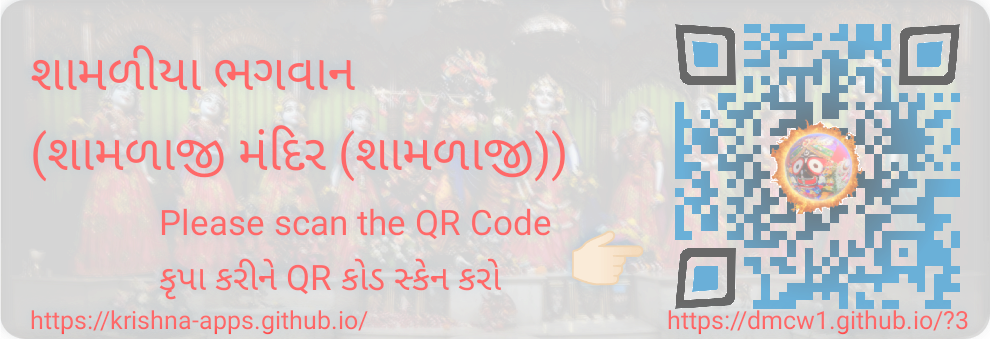 શામળીયા ભગવાન
(શામળાજી મંદિર (શામળાજી))
Please scan the QR Code
કૃપા કરીને QR કોડ સ્કેન કરો
https://krishna-apps.github.io/
https://dmcw1.github.io/?3